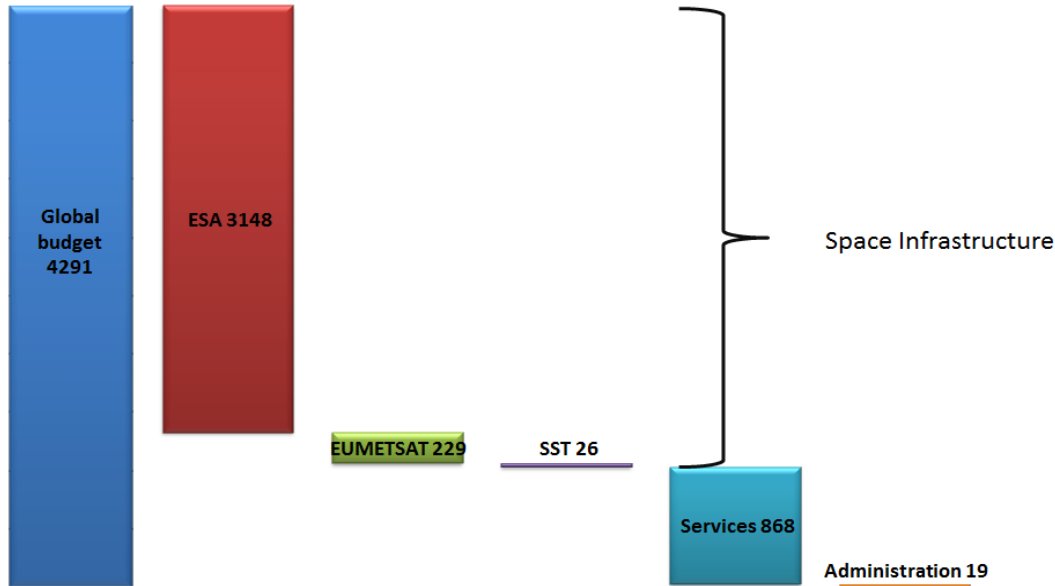 Global
budget
4291
ESA 3148
Space Infrastructure
EUMETSAT 229
SST 26
Services 868
Administration 19